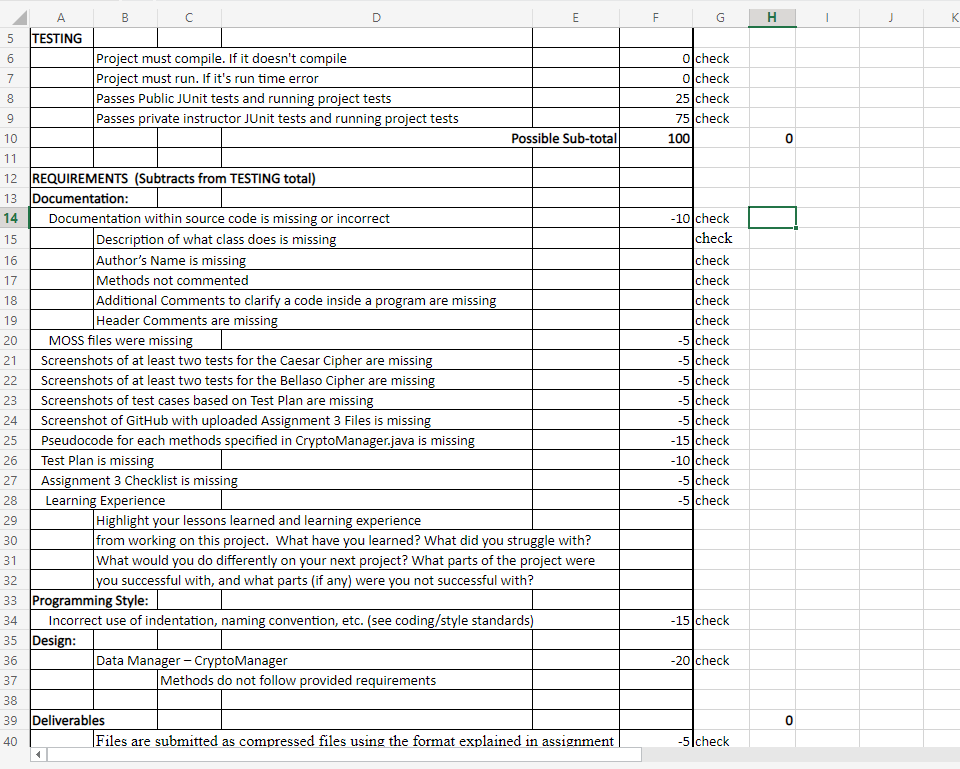 A B C D E F G H I J K
5 TESTING
6 Project must compile. If it doesn't compile 0 check
7 Project must run. If it's run time error 0 check
8 Passes Public JUnit tests and running project tests 25 check
9 Passes private instructor JUnit tests and running project tests 75 check
10 Possible Sub-total 100 0
11
12 REQUIREMENTS (Subtracts from TESTING total)
13 Documentation:
14 Documentation within source code is missing or incorrect -10 check
15 Description of what class does is missing check
16 Author’s Name is missing check
17 Methods not commented check
18 Additional Comments to clarify a code inside a program are missing check
19 Header Comments are missing check
20 MOSS files were missing -5 check
21 Screenshots of at least two tests for the Caesar Cipher are missing -5 check
22 Screenshots of at least two tests for the Bellaso Cipher are missing -5 check
23 Screenshots of test cases based on Test Plan are missing -5 check
24 Screenshot of GitHub with uploaded Assignment 3 Files is missing -5 check
25 Pseudocode for each methods specified in CryptoManager.java is missing -15 check
26 Test Plan is missing -10 check
27 Assignment 3 Checklist is missing -5 check
28 Learning Experience -5 check
29 Highlight your lessons learned and learning experience
30 from working on this project. What have you learned? What did you struggle with?
31 What would you do differently on your next project? What parts of the project were
32 you successful with, and what parts (if any) were you not successful with?
33 Programming Style:
34 Incorrect use of indentation, naming convention, etc. (see coding/style standards) -15 check
35 Design:
36 Data Manager – CryptoManager -20 check
37 Methods do not follow provided requirements
38
39 Deliverables 0
40 Files are submitted as compressed files using the format explained in assignment -5 check